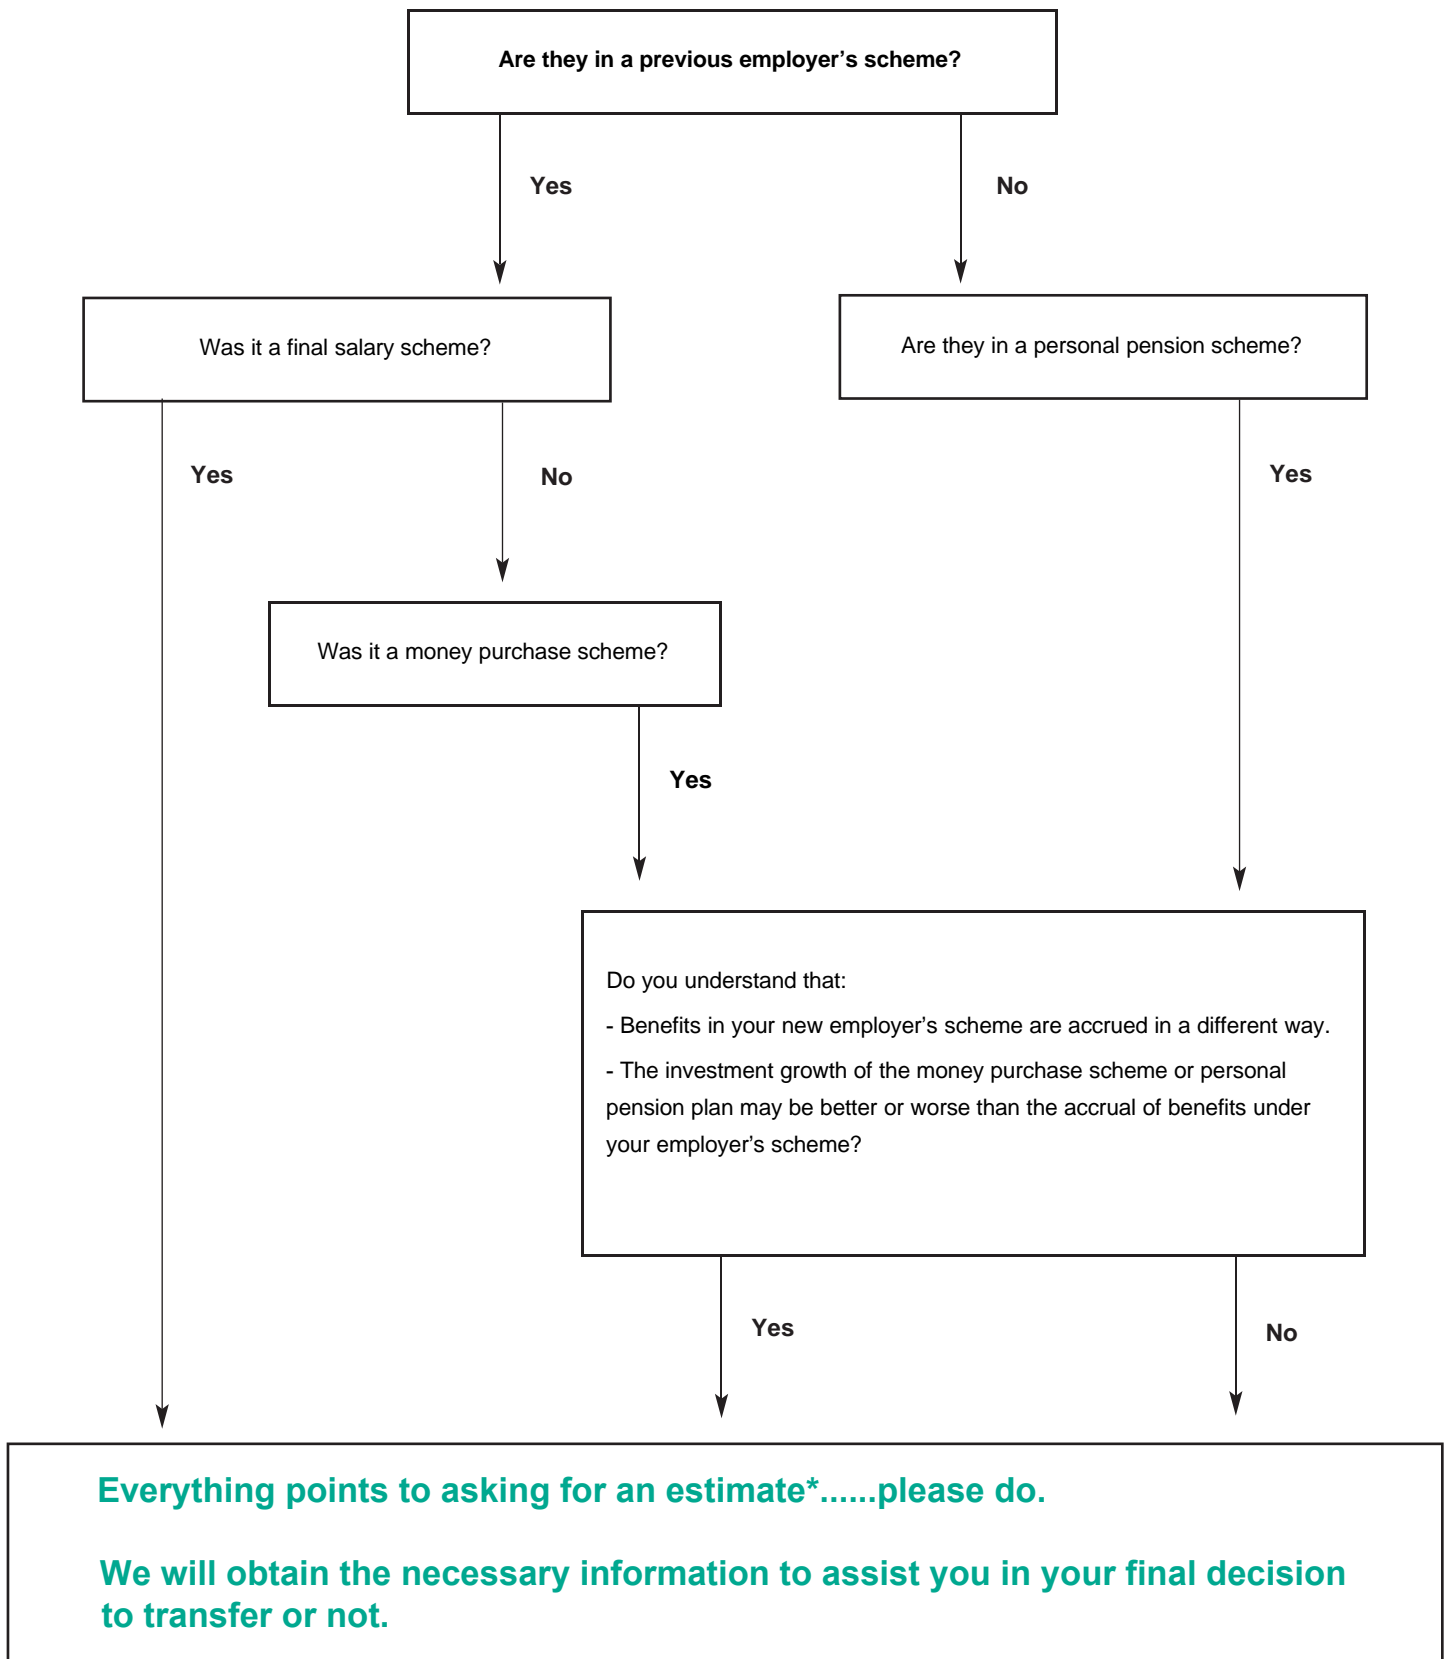 Are they in a previous employer’s scheme?
Yes
No
Was it a final salary scheme?
Are they in a personal pension scheme?
Yes
No
Yes
Was it a money purchase scheme?
Yes
Do you understand that:
- Benefits in your new employer’s scheme are accrued in a different way.
- The investment growth of the money purchase scheme or personal
pension plan may be better or worse than the accrual of benefits under
your employer’s scheme?
Yes
No
Everything points to asking for an estimate*......please do.
We will obtain the necessary information to assist you in your final decision
to transfer or not.